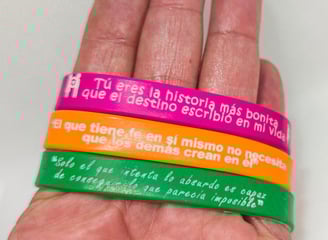 Tú eres la historia más bonita
que el destino escribió en mi vida
"El que tiene fe en sí mismo no necesita
que los demás crean en él"
"Solo el que intenta lo absurdo es capaz
de conseguir lo que parecía imposible"